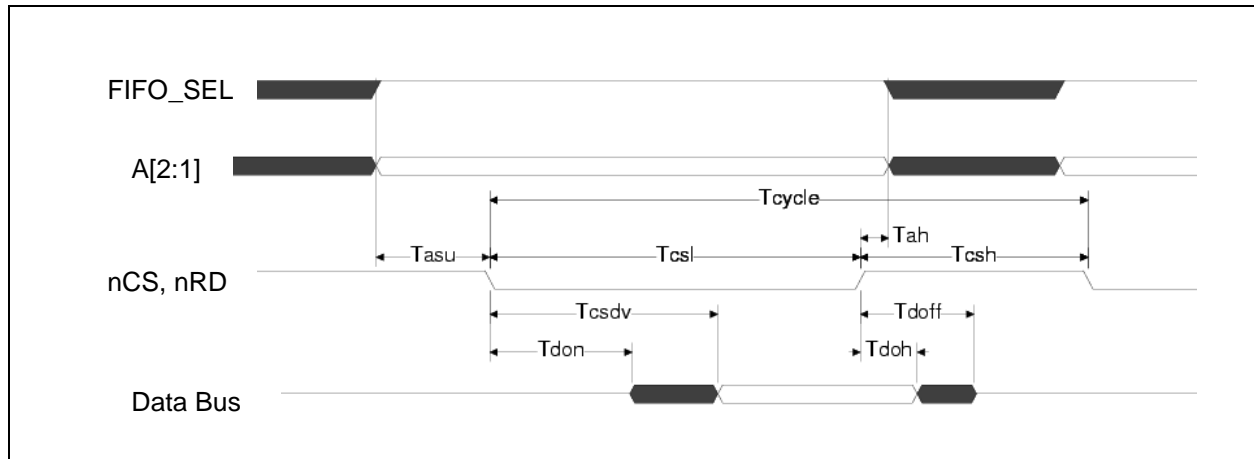 FIFO_SEL
A[2:1]
Tcycle
Tah
Tasu
Tcsl
Tcsh
nCS, nRD
Tcsdv
Tdoff
Tdon
Tdoh
Data Bus